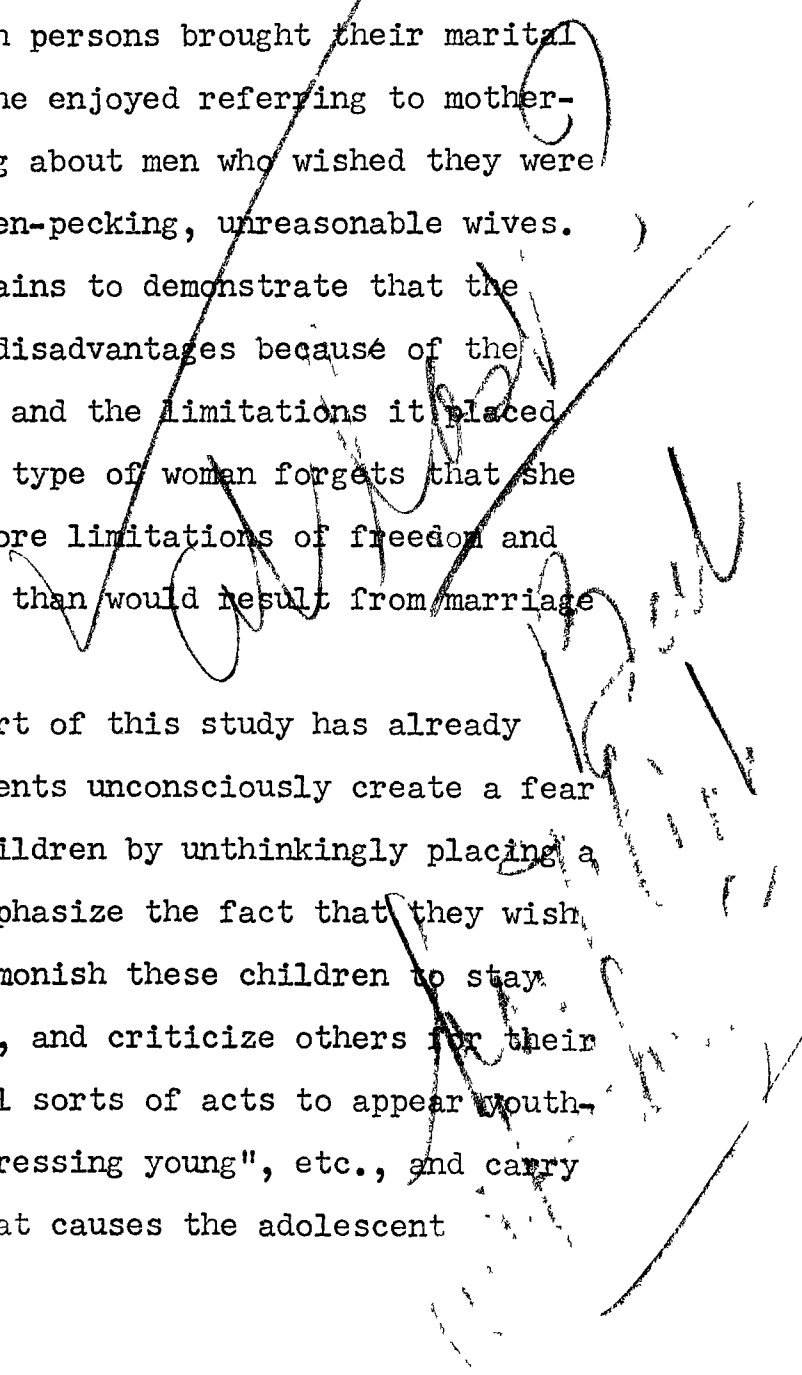 n persons brought their marital
he enjoyed referring to mother-
g about men who wished they were
en-pecking, unreasonable wives.
ains to demonstrate that the
disadvantages because of the
and the limitations it placed
type of woman forgets that she
ore limitations of freedom and
than would result from marriage
rt of this study has already
ents unconsciously create a fear
ildren by unthinkingly placing a
phasize the fact that they wish
monish these children to stay
, and criticize others for their
l sorts of acts to appear youth-
ressing young", etc., and carry
at causes the adolescent